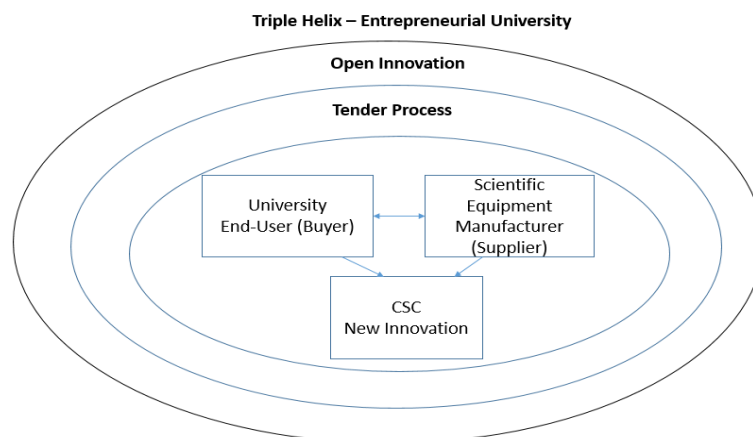 Triple Helix – Entrepreneurial University
Open Innovation
Tender Process
University
End-User (Buyer)
Scientific
Equipment
Manufacturer
(Supplier)
CSC
New Innovation